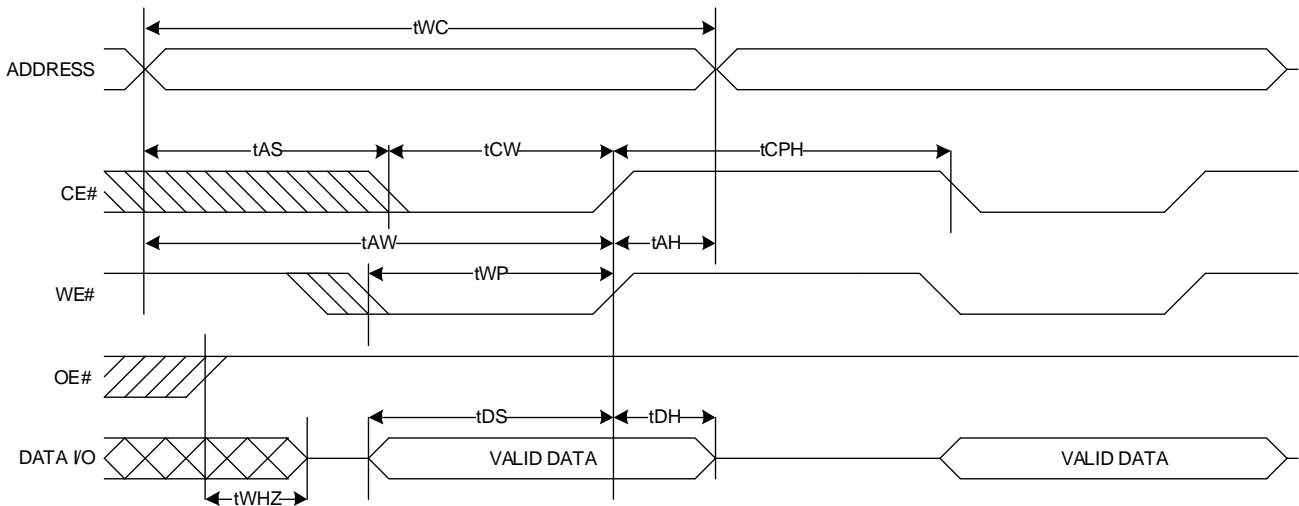 tWC
ADDRESS
tAS tCW tCPH
CE#
tAW tAH
tWP
WE#
OE#
tDS tDH
DATA I/O VALID DATA VALID DATA
tWHZ